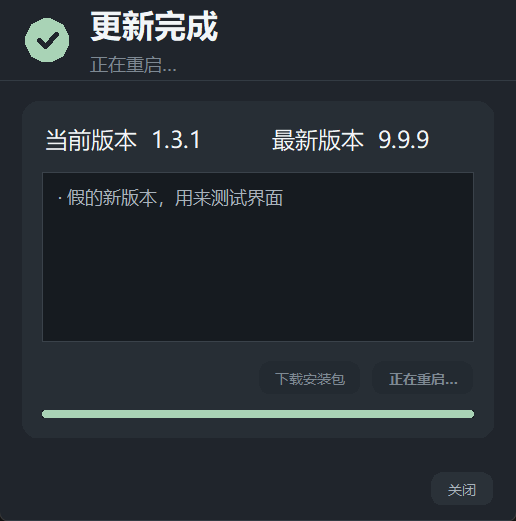 更新完成
正在重启...
当前版本 1.3.1 最新版本 9.9.9
· 假的新版本，用来测试界面
下载安装包 正在重启...
关闭